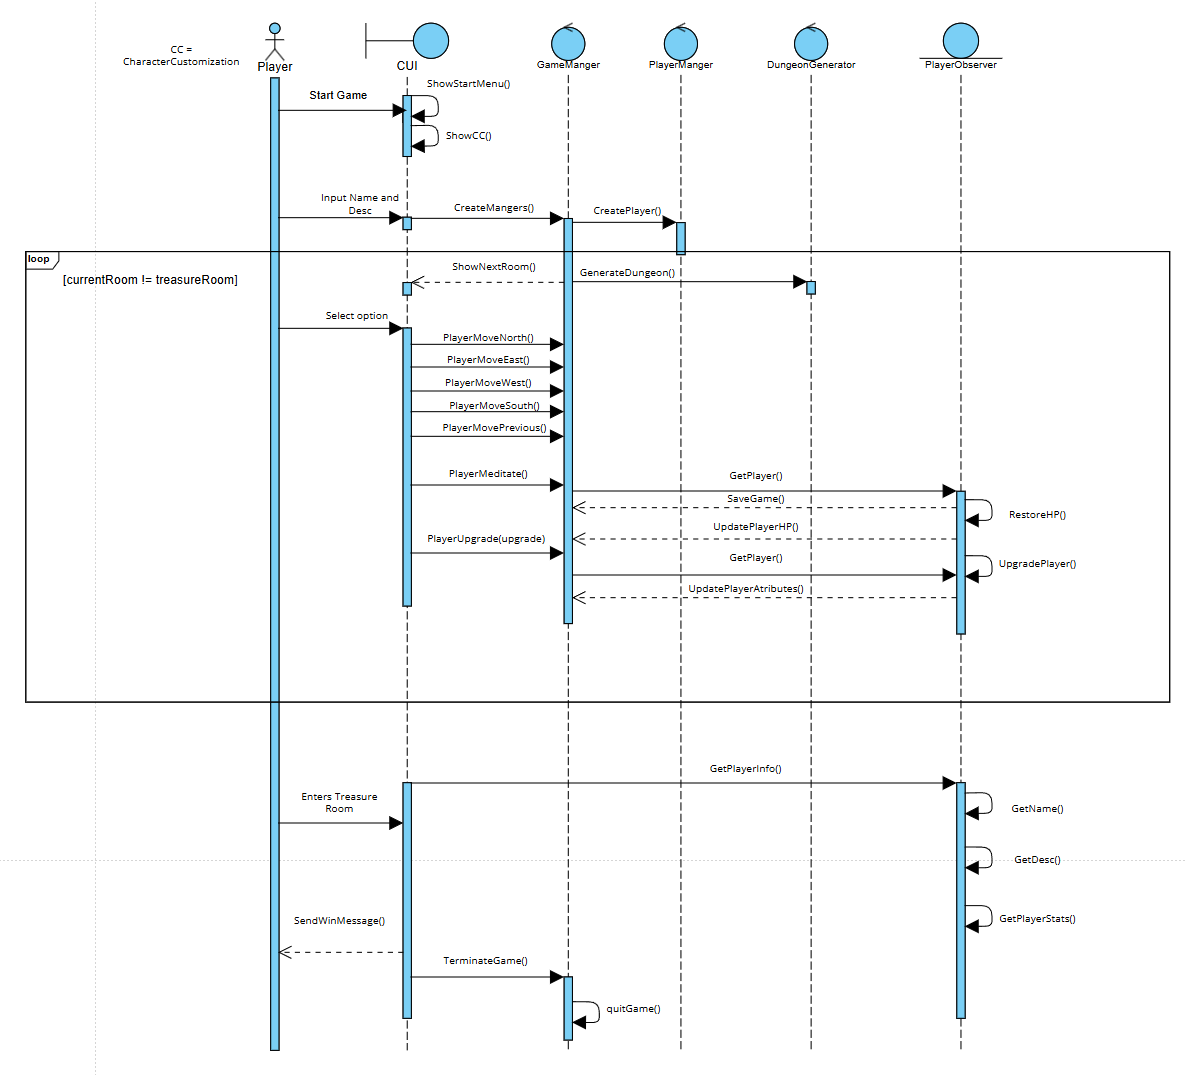 CC =
CharacterCustomization
Player
CUI
GameManger
PlayerManger
DungeonGenerator
PlayerObserver
ShowStartMenu()
Start Game
ShowCC()
Input Name and
Desc
CreateMangers()
CreatePlayer()
loop
[currentRoom != treasureRoom]
ShowNextRoom()
GenerateDungeon()
Select option
PlayerMoveNorth()
PlayerMoveEast()
PlayerMoveWest()
PlayerMoveSouth()
PlayerMovePrevious()
PlayerMeditate()
GetPlayer()
SaveGame()
RestoreHP()
UpdatePlayerHP()
PlayerUpgrade(upgrade)
GetPlayer()
UpgradePlayer()
UpdatePlayerAtributes()
GetPlayerInfo()
Enters Treasure
Room
GetName()
GetDesc()
SendWinMessage()
GetPlayerStats()
TerminateGame()
quitGame()